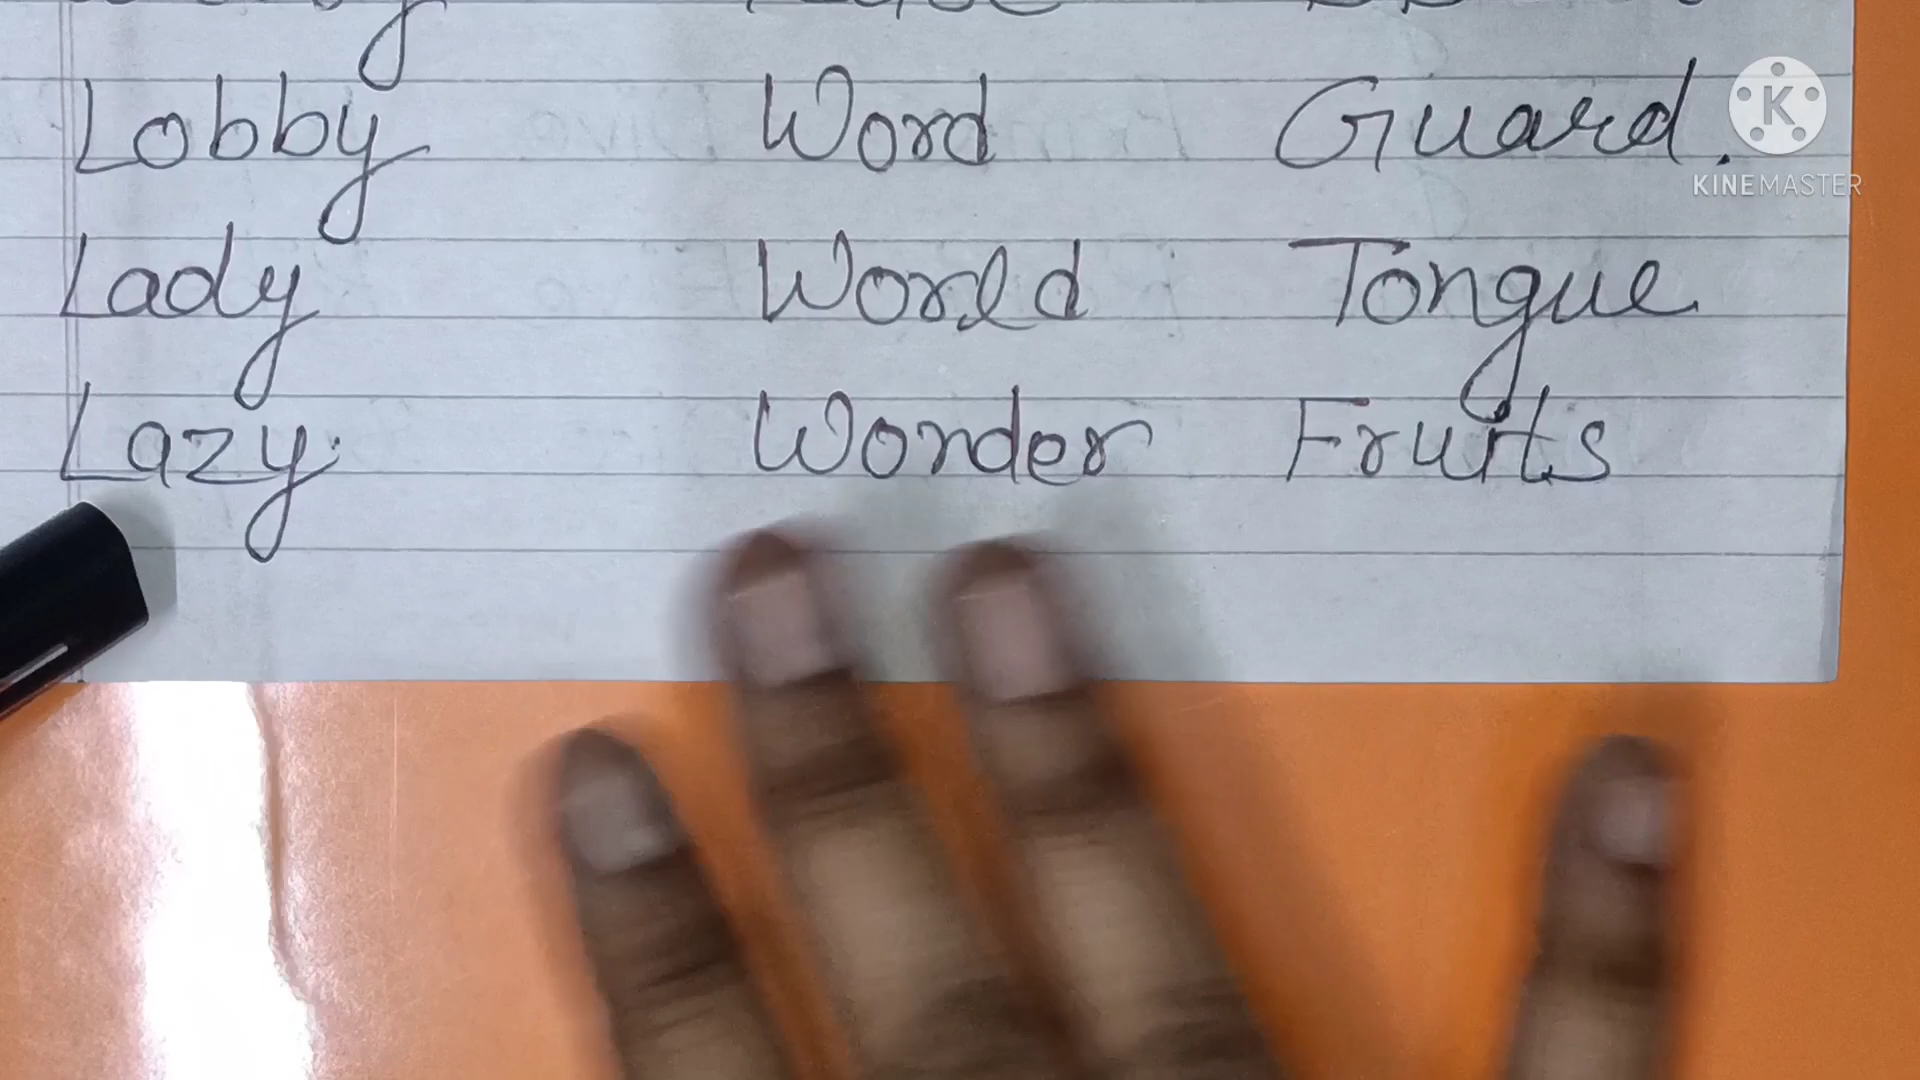 Lobby Word Guard.
KINEMASTER
Lady World Tongue
Lazy. Wonder Fruits